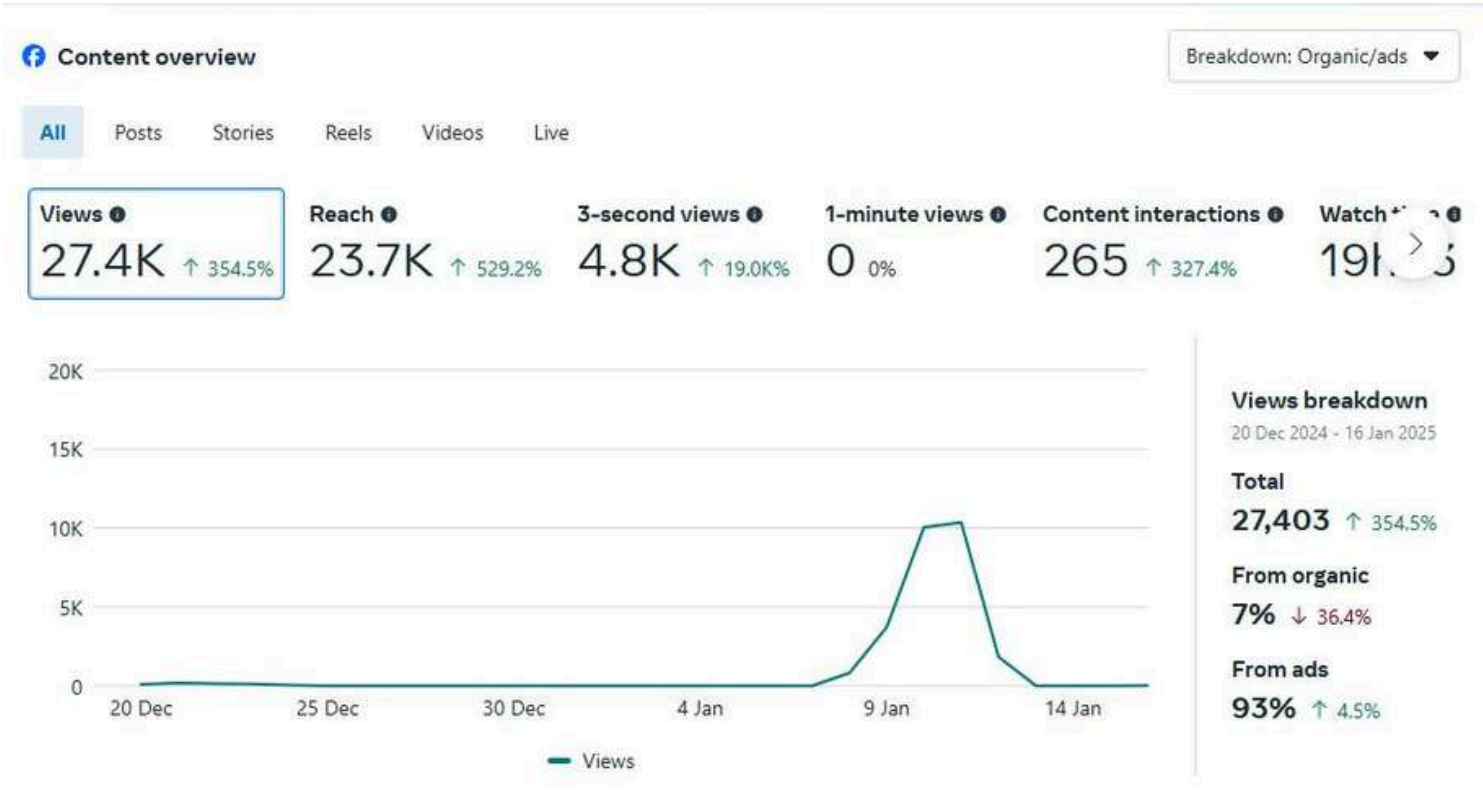 Content overview
Breakdown: Organic/ads
All Posts Stories Reels Videos Live
Views Reach 3-second views 1-minute views Content interactions Watch
27.4K ↑ 354.5% 23.7K ↑ 529.2% 4.8K ↑ 19.0K% 0 0% 265 ↑ 327.4%
20K
15K
10K
5K
0
20 Dec 25 Dec 30 Dec 4 Jan 9 Jan 14 Jan
Views
Views breakdown
20 Dec 2024 - 16 Jan 2025
Total
27,403 ↑ 354.5%
From organic
7% ↓ 36.4%
From ads
93% ↑ 4.5%